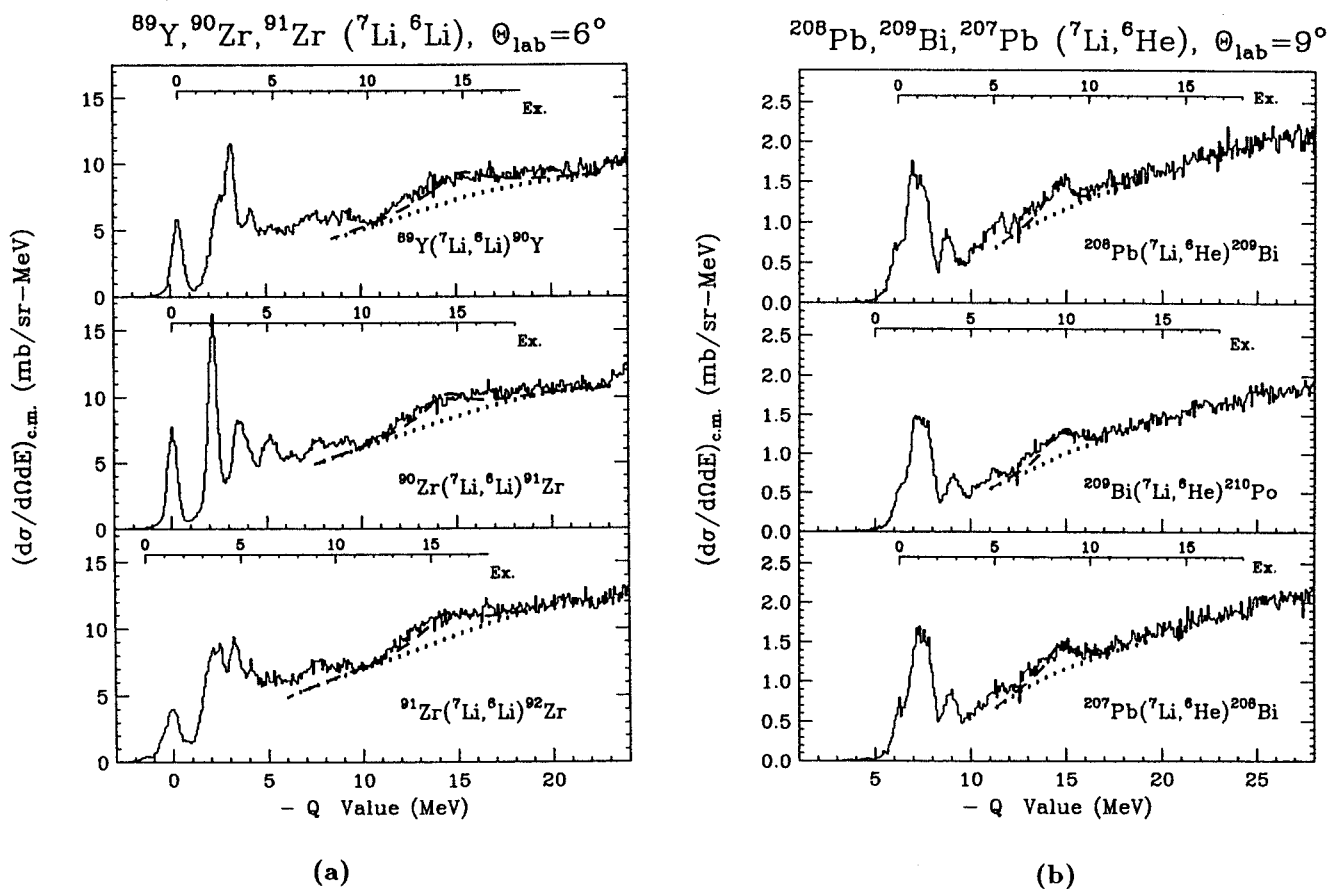 ⁸⁹Y,⁹⁰Zr,⁹¹Zr (⁷Li,⁶Li), Θlab=6°
(dσ/dΩdE)c.m. (mb/sr−MeV)
0 5 10 15
Ex.
15
10
5
0
⁸⁹Y(⁷Li,⁶Li)⁹⁰Y
0 5 10 15
Ex.
15
10
5
0
⁹⁰Zr(⁷Li,⁶Li)⁹¹Zr
0 5 10 15
Ex.
15
10
5
0
⁹¹Zr(⁷Li,⁶Li)⁹²Zr
0 5 10 15 20
− Q Value (MeV)
(a)
²⁰⁸Pb,²⁰⁹Bi,²⁰⁷Pb (⁷Li,⁶He), Θlab=9°
(dσ/dΩdE)c.m. (mb/sr−MeV)
0 5 10 15
Ex.
2.5
2.0
1.5
1.0
0.5
0.0
²⁰⁸Pb(⁷Li,⁶He)²⁰⁹Bi
0 5 10 15
Ex.
2.5
2.0
1.5
1.0
0.5
0.0
²⁰⁹Bi(⁷Li,⁶He)²¹⁰Po
0 5 10 15
Ex.
2.5
2.0
1.5
1.0
0.5
0.0
²⁰⁷Pb(⁷Li,⁶He)²⁰⁸Bi
5 10 15 20 25
− Q Value (MeV)
(b)